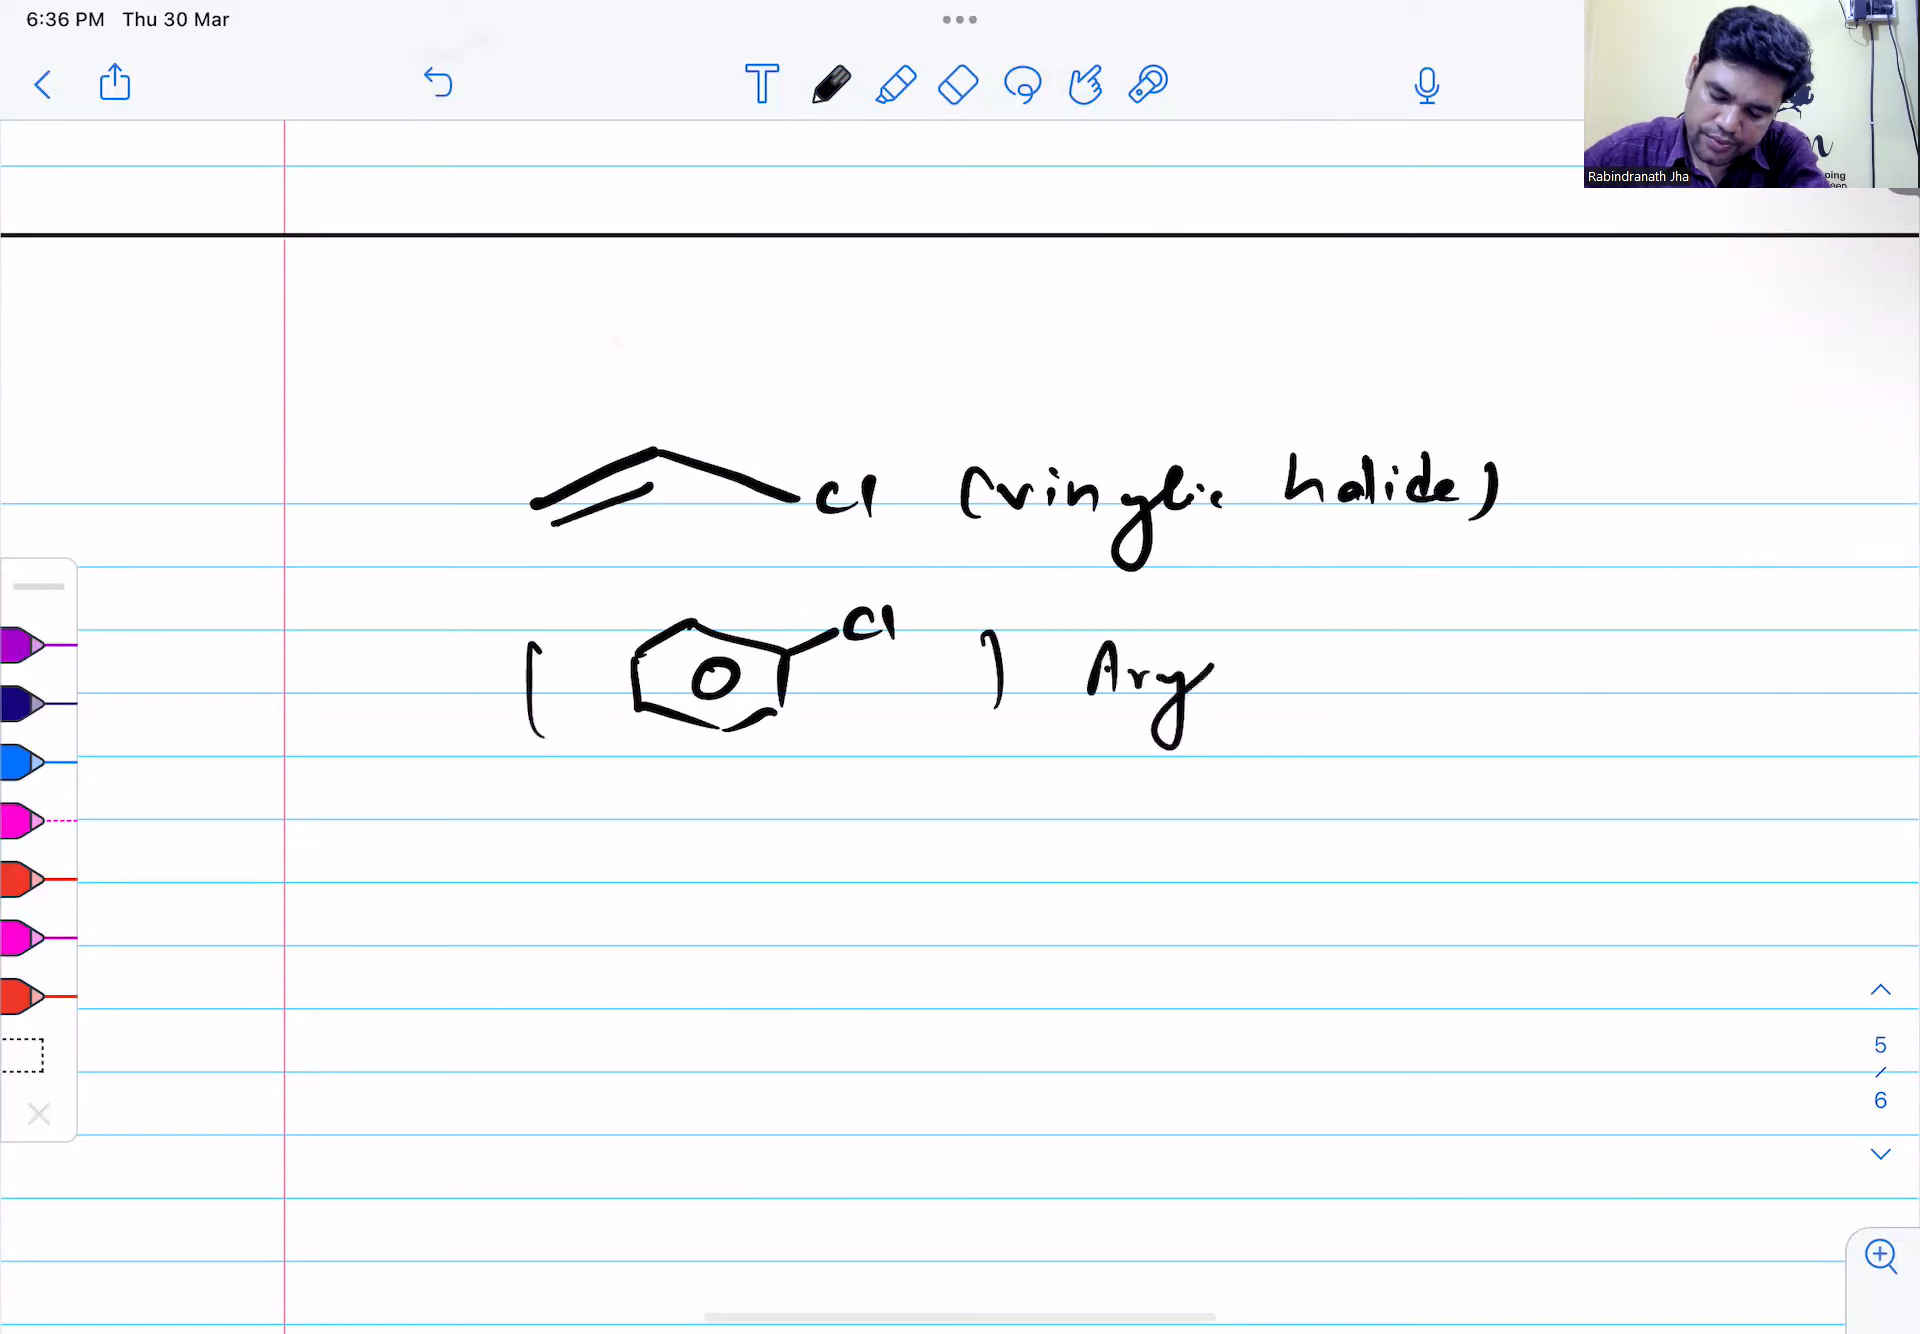 6:36 PM Thu 30 Mar
T
Rabindranath Jha
Cl (vinylic halide)
( Cl ) Ary
5
/
6